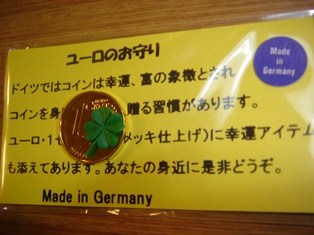 ユーロのお守り
Made in
Germany
ドイツではコインは幸運、富の象徴とされ
コインを身 贈る習慣があります。
ユーロ・1 メッキ仕上げ)に幸運アイテム
も添えてあります。あなたの身近に是非どうぞ。
Made in Germany